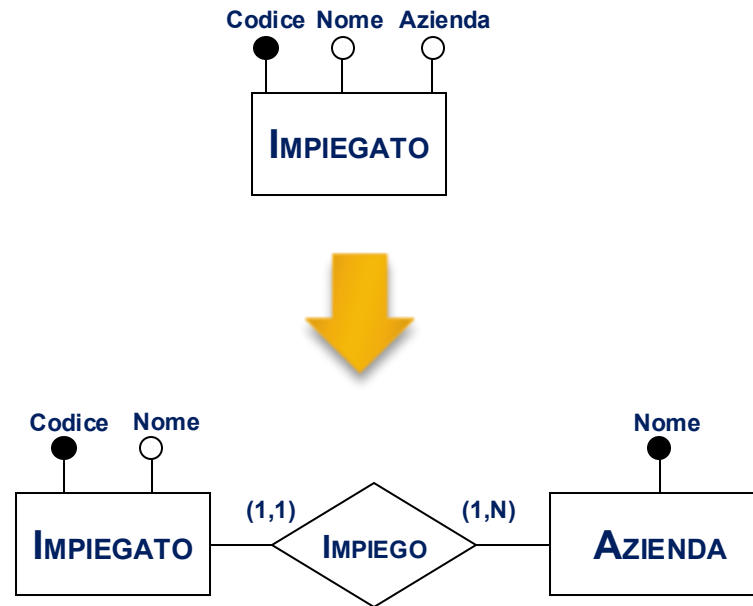 Codice Nome Azienda
IMPIEGATO
Codice Nome
Nome
(1,1)
(1,N)
IMPIEGATO
IMPIEGO
AZIENDA